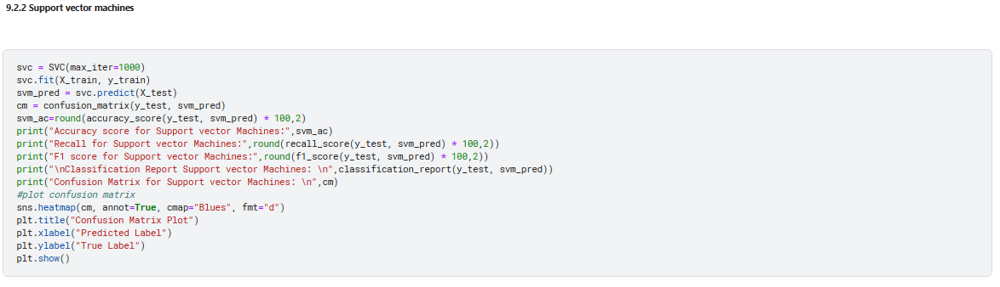 9.2.2 Support vector machines
svc = SVC(max_iter=1000)
svc.fit(X_train, y_train)
svm_pred = svc.predict(X_test)
cm = confusion_matrix(y_test, svm_pred)
svm_ac=round(accuracy_score(y_test, svm_pred) * 100,2)
print("Accuracy score for Support vector Machines:",svm_ac)
print("Recall for Support vector Machines:",round(recall_score(y_test, svm_pred) * 100,2))
print("F1 score for Support vector Machines:",round(f1_score(y_test, svm_pred) * 100,2))
print("\nClassification Report Support vector Machines: \n",classification_report(y_test, svm_pred))
print("Confusion Matrix for Support vector Machines: \n",cm)
#plot confusion matrix
sns.heatmap(cm, annot=True, cmap="Blues", fmt="d")
plt.title("Confusion Matrix Plot")
plt.xlabel("Predicted Label")
plt.ylabel("True Label")
plt.show()